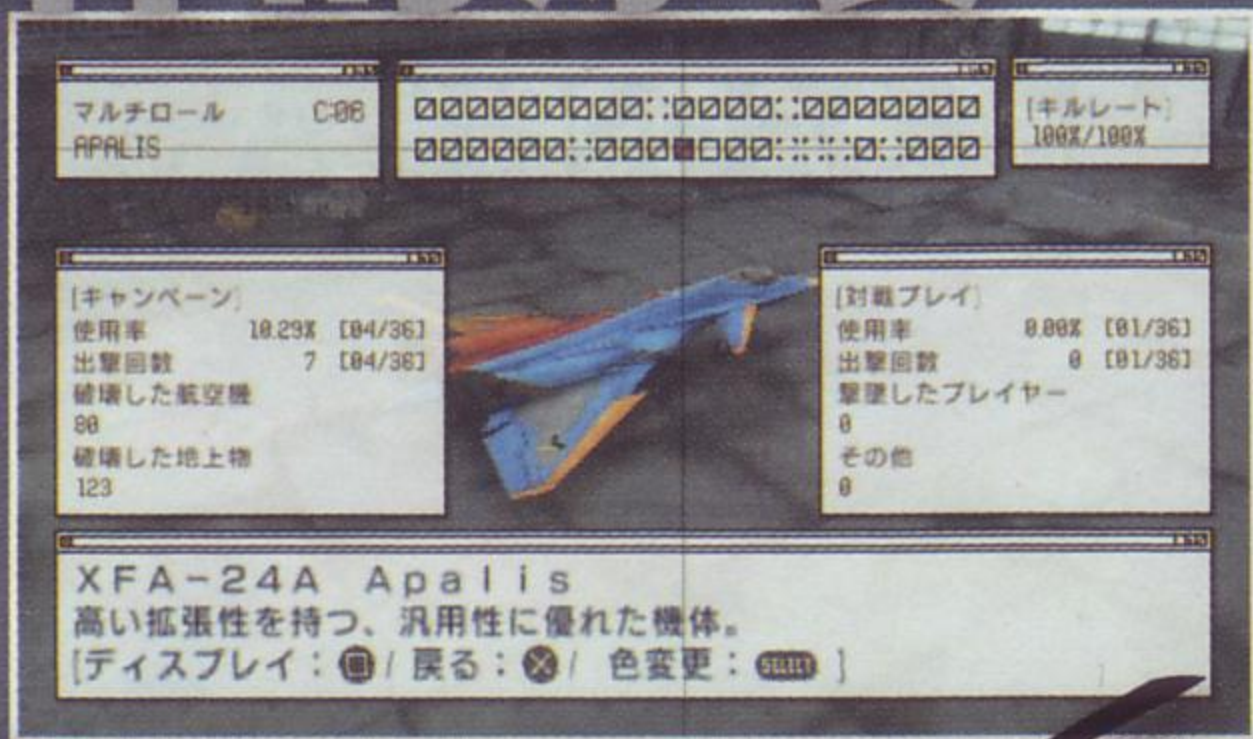 マルチロール C:06
APALIS
[キルレート]
100%/100%
[キャンペーン]
使用率 10.29% [04/36]
出撃回数 7 [04/36]
破壊した航空機
80
破壊した地上物
123
[対戦プレイ]
使用率 0.00% [01/36]
出撃回数 0 [01/36]
撃墜したプレイヤー
0
その他
0
XFA-24A Apalis
高い拡張性を持つ、汎用性に優れた機体。
[ディスプレイ：/ 戻る：/ 色変更：SELECT ]